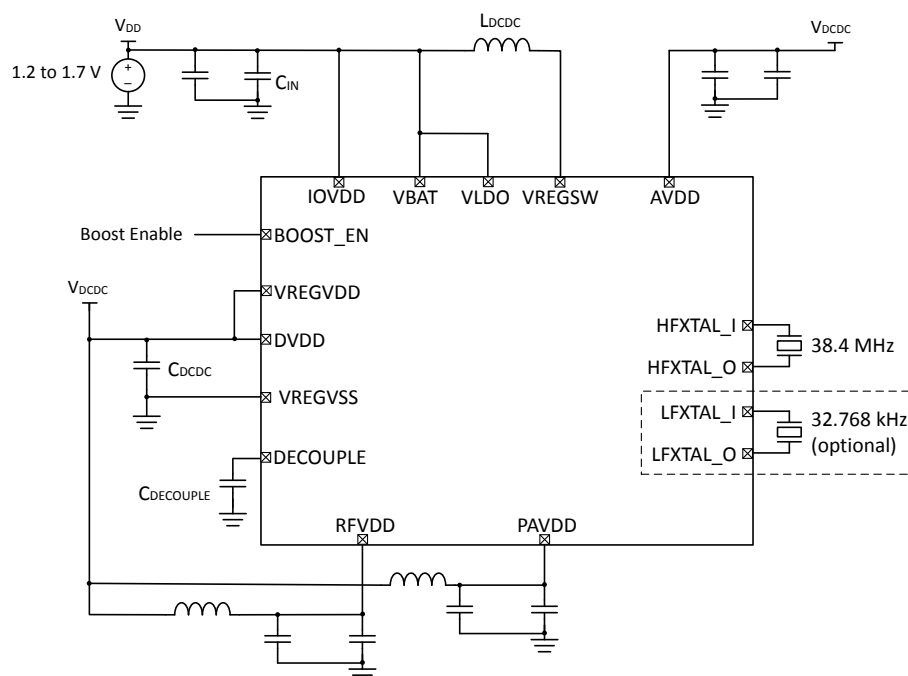 VDD
LDCDC
VDCDC
1.2 to 1.7 V
+
–
CIN
IOVDD
VBAT
VLDO
VREGSW
AVDD
Boost Enable
BOOST_EN
VDCDC
VREGVDD
DVDD
CDCDC
VREGVSS
DECOUPLE
CDECOUPLE
HFXTAL_I
38.4 MHz
HFXTAL_O
LFXTAL_I
32.768 kHz
(optional)
LFXTAL_O
RFVDD
PAVDD